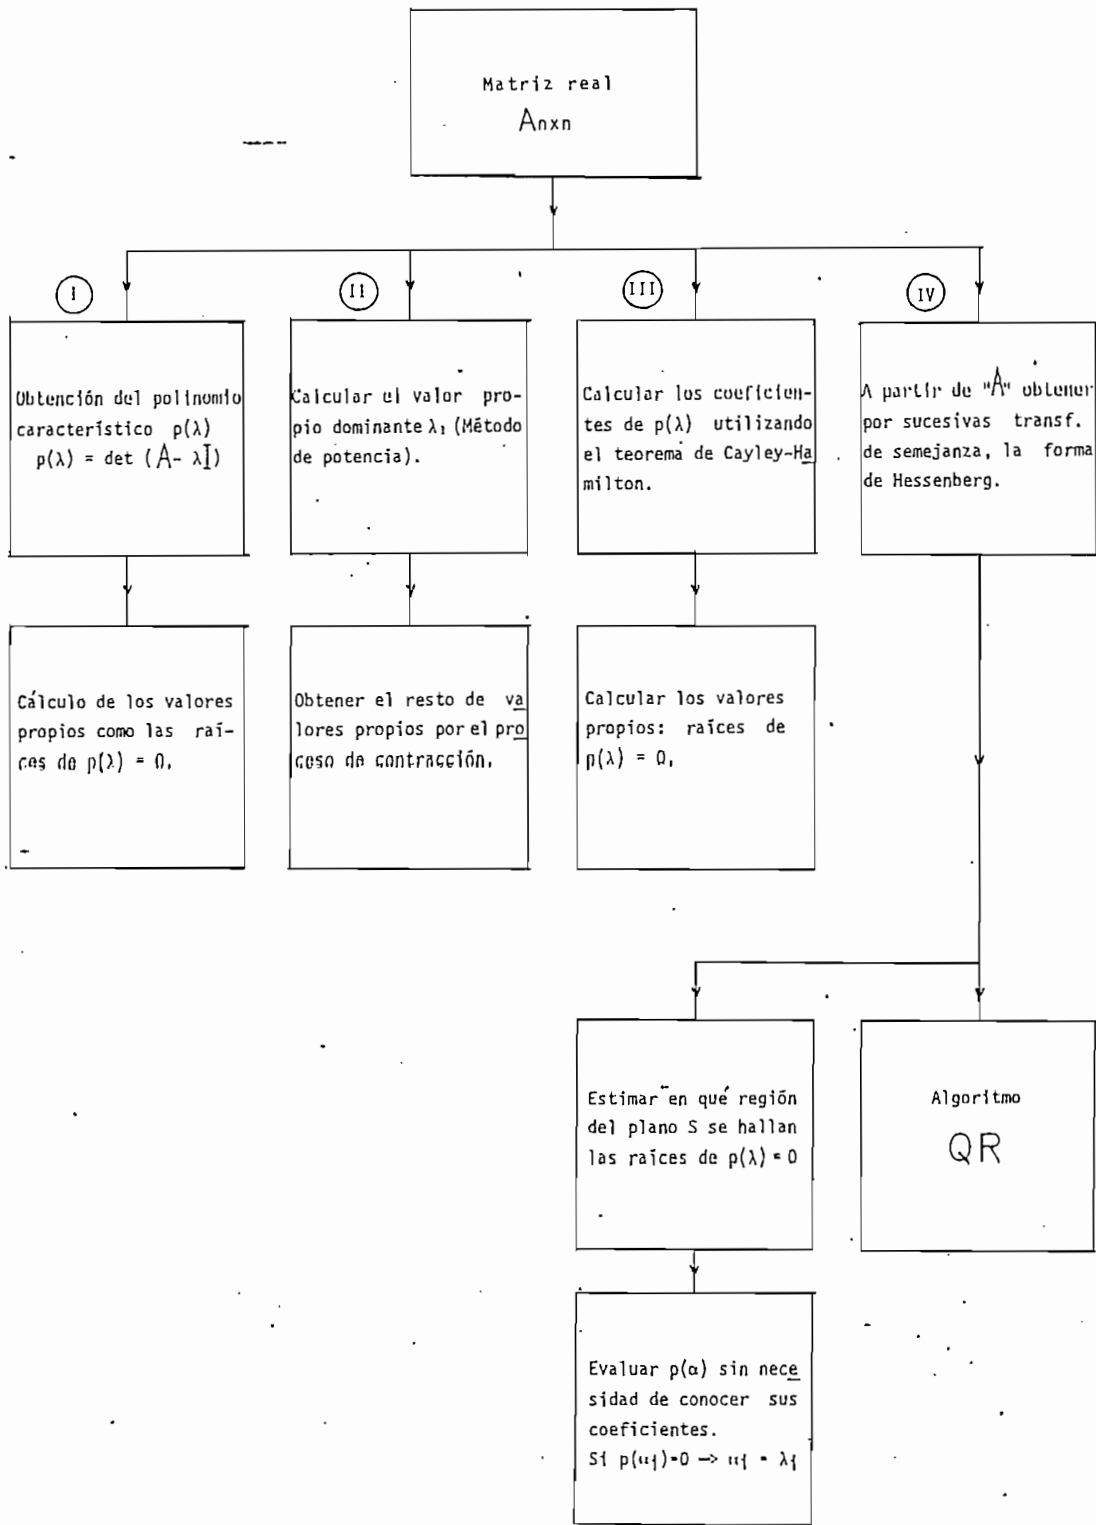 Matriz real
Anxn
I
II
III
IV
Obtención del polinomio
característico p(λ)
p(λ) = det (A- λI)
Calcular el valor pro-
pio dominante λ₁ (Método
de potencia).
Calcular los coeficien-
tes de p(λ) utilizando
el teorema de Cayley-Ha
milton.
A partir de "A" obtener
por sucesivas transf.
de semejanza, la forma
de Hessenberg.
Cálculo de los valores
propios como las raí-
ces de p(λ) = 0.
Obtener el resto de va
lores propios por el pro
ceso de contracción.
Calcular los valores
propios: raíces de
p(λ) = 0.
Estimar en qué región
del plano S se hallan
las raíces de p(λ) = 0
Algoritmo
QR
Evaluar p(α) sin nece
sidad de conocer sus
coeficientes.
Si p(αi)=0 -> αi = λi